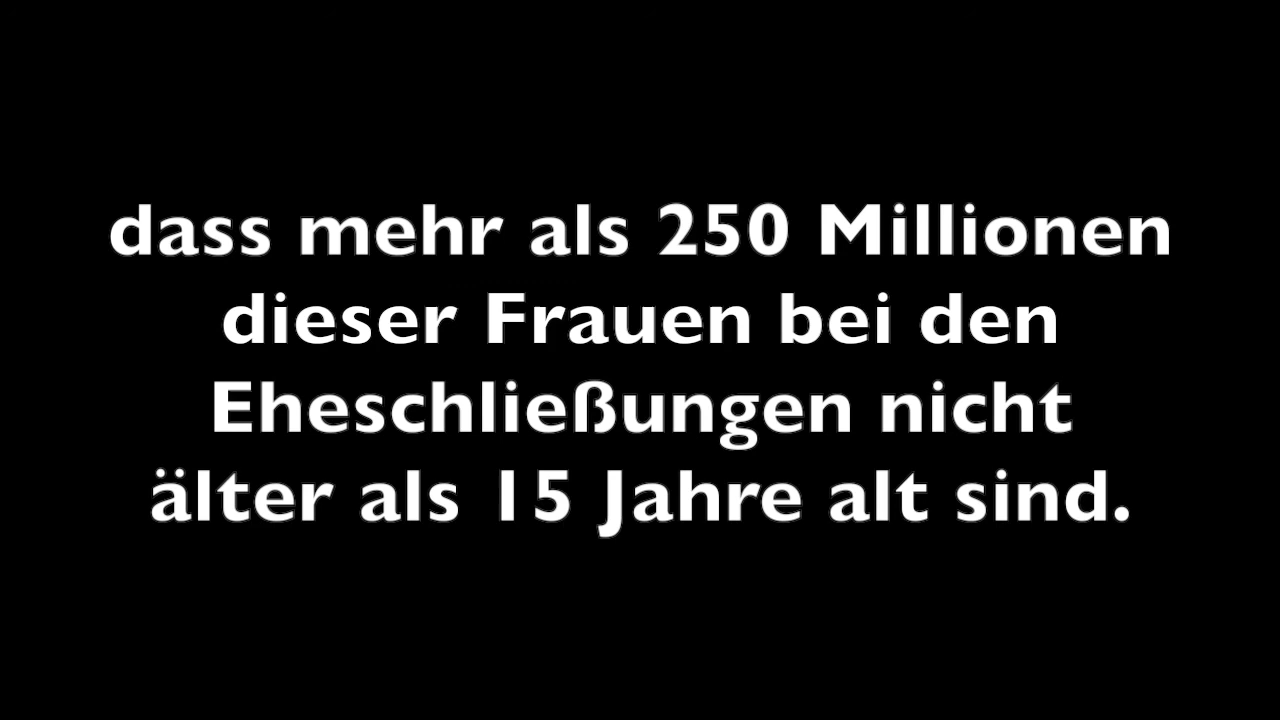 dass mehr als 250 Millionen
dieser Frauen bei den
Eheschließungen nicht
älter als 15 Jahre alt sind.